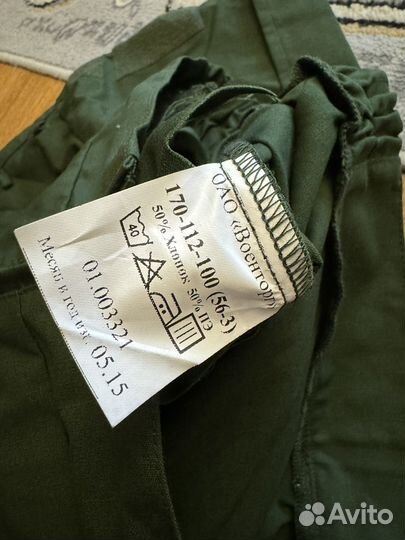 ОАО «Военторг»
170-112-100 (56-3)
50% Хлопок 50% ПЭ
40
01 003321
Месяц и год изг. 05.15
Avito